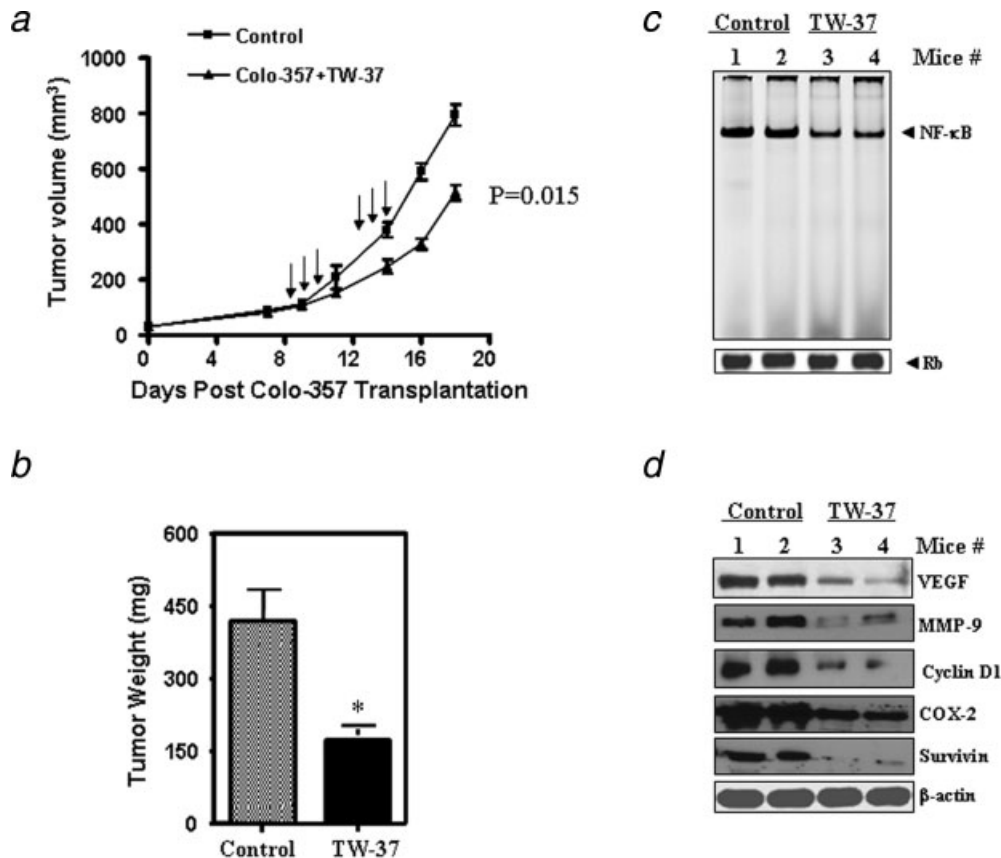 a
Control
Colo-357+TW-37
1000
800
600
400
200
0
Tumor volume (mm³)
P=0.015
0 4 8 12 16 20
Days Post Colo-357 Transplantation
b
600
450
300
150
0
Tumor Weight (mg)
*
Control TW-37
c
Control TW-37
1 2 3 4 Mice #
NF-κB
Rb
d
Control TW-37
1 2 3 4 Mice #
VEGF
MMP-9
Cyclin D1
COX-2
Survivin
β-actin